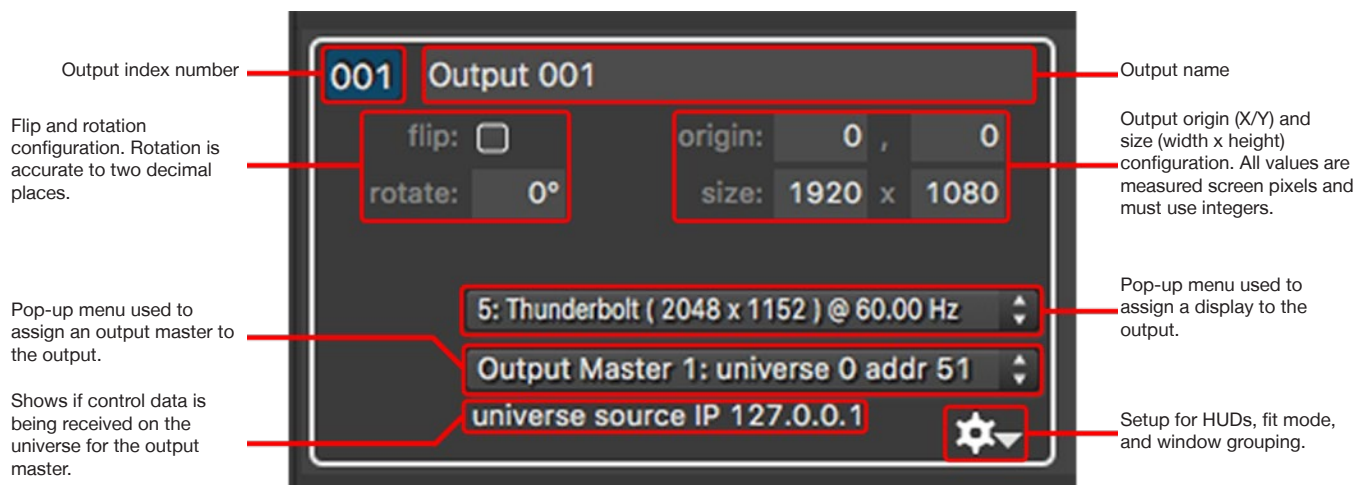 Output index number
001
Output 001
Output name
Flip and rotation
configuration. Rotation is
accurate to two decimal
places.
flip:
rotate:
0°
origin:
0 , 0
size:
1920 x 1080
Output origin (X/Y) and
size (width x height)
configuration. All values are
measured screen pixels and
must use integers.
Pop-up menu used to
assign an output master to
the output.
5: Thunderbolt ( 2048 x 1152 ) @ 60.00 Hz
Pop-up menu used to
assign a display to the
output.
Output Master 1: universe 0 addr 51
Shows if control data is
being received on the
universe for the output
master.
universe source IP 127.0.0.1
Setup for HUDs, fit mode,
and window grouping.